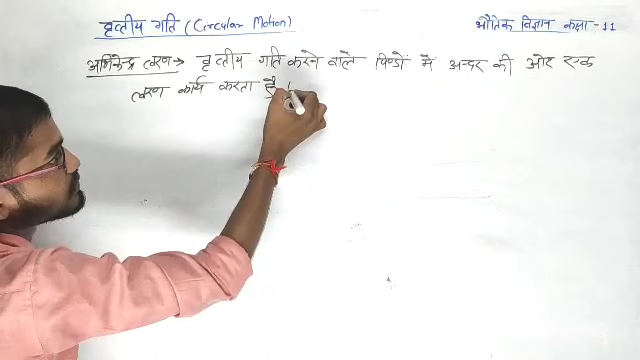 वृत्तीय गति (Circular Motion)
भौतिक विज्ञान कक्षा - 11
अभिकेन्द्र त्वरण → वृत्तीय गति करने वाले पिण्डों में अन्दर की ओर एक
त्वरण कार्य करता है।